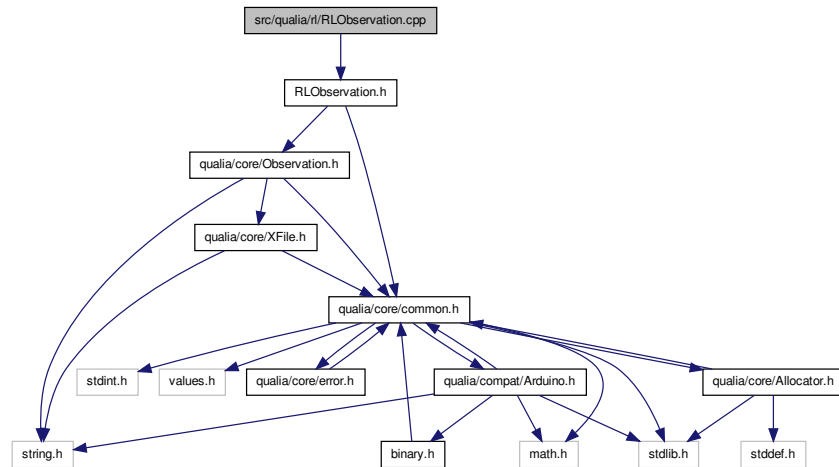 src/qualia/rl/RLObservation.cpp
RLObservation.h
qualia/core/Observation.h
qualia/core/XFile.h
qualia/core/common.h
stdint.h
values.h
qualia/core/error.h
qualia/compat/Arduino.h
qualia/core/Allocator.h
string.h
binary.h
math.h
stdlib.h
stddef.h